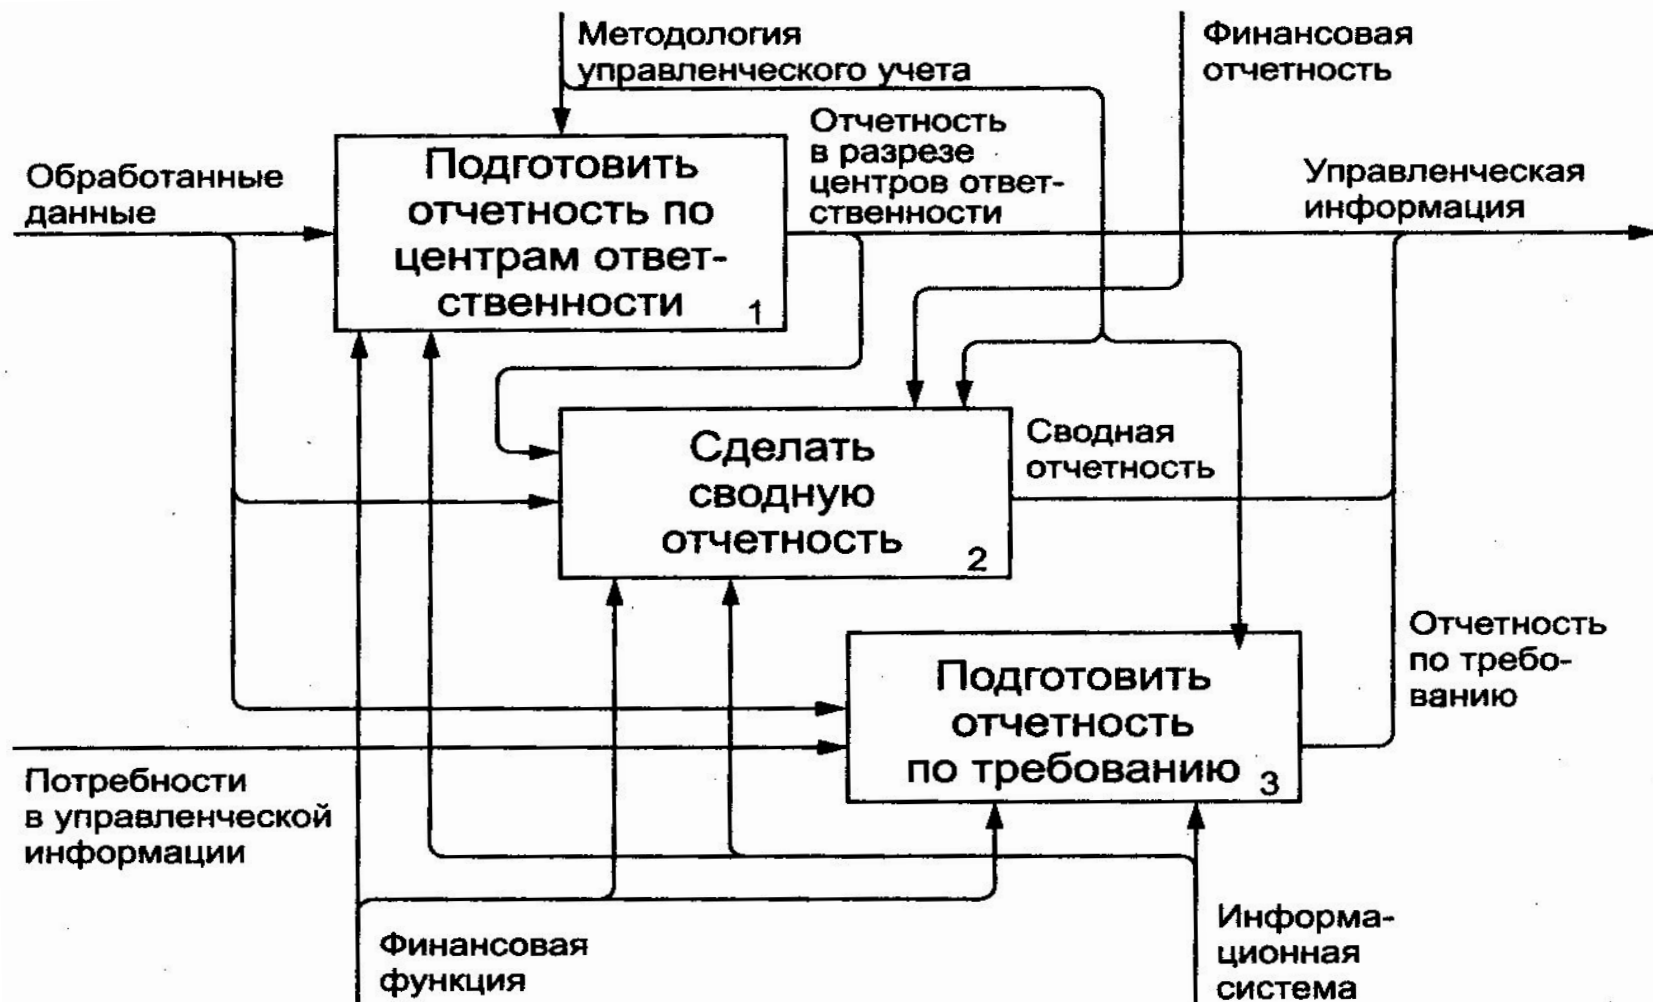 Методология
управленческого учета
Финансовая
отчетность
Обработанные
данные
Подготовить
отчетность по
центрам ответ-
ственности
1
Отчетность
в разрезе
центров ответ-
ственности
Управленческая
информация
Сделать
сводную
отчетность
2
Сводная
отчетность
Подготовить
отчетность
по требованию
3
Отчетность
по требо-
ванию
Потребности
в управленческой
информации
Финансовая
функция
Информа-
ционная
система